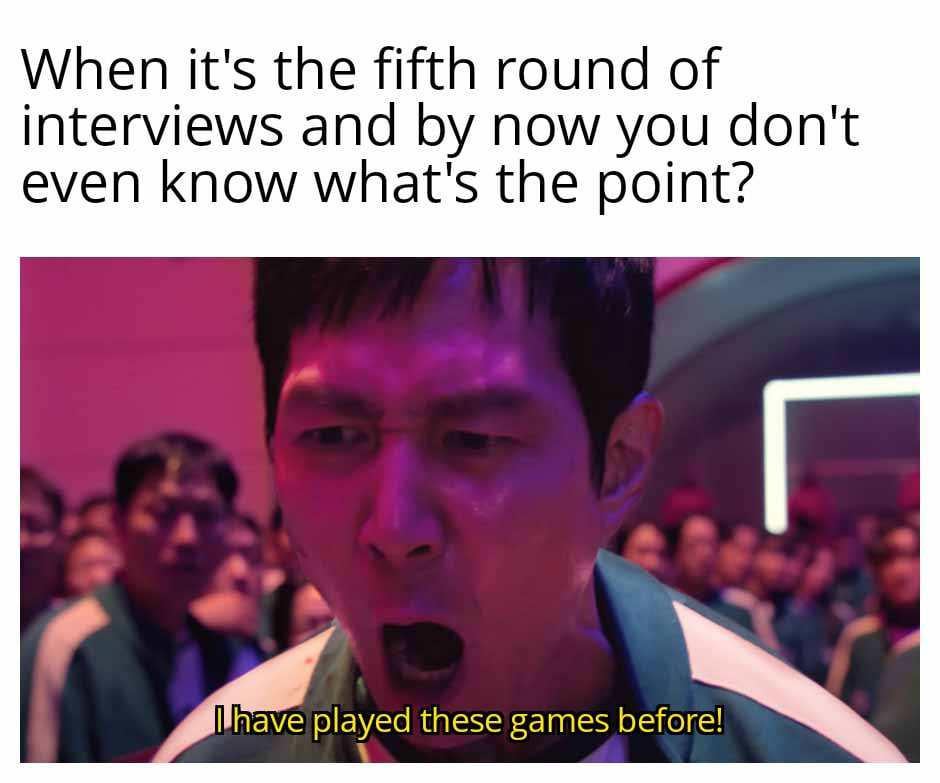 When it's the fifth round of
interviews and by now you don't
even know what's the point?
I have played these games before!